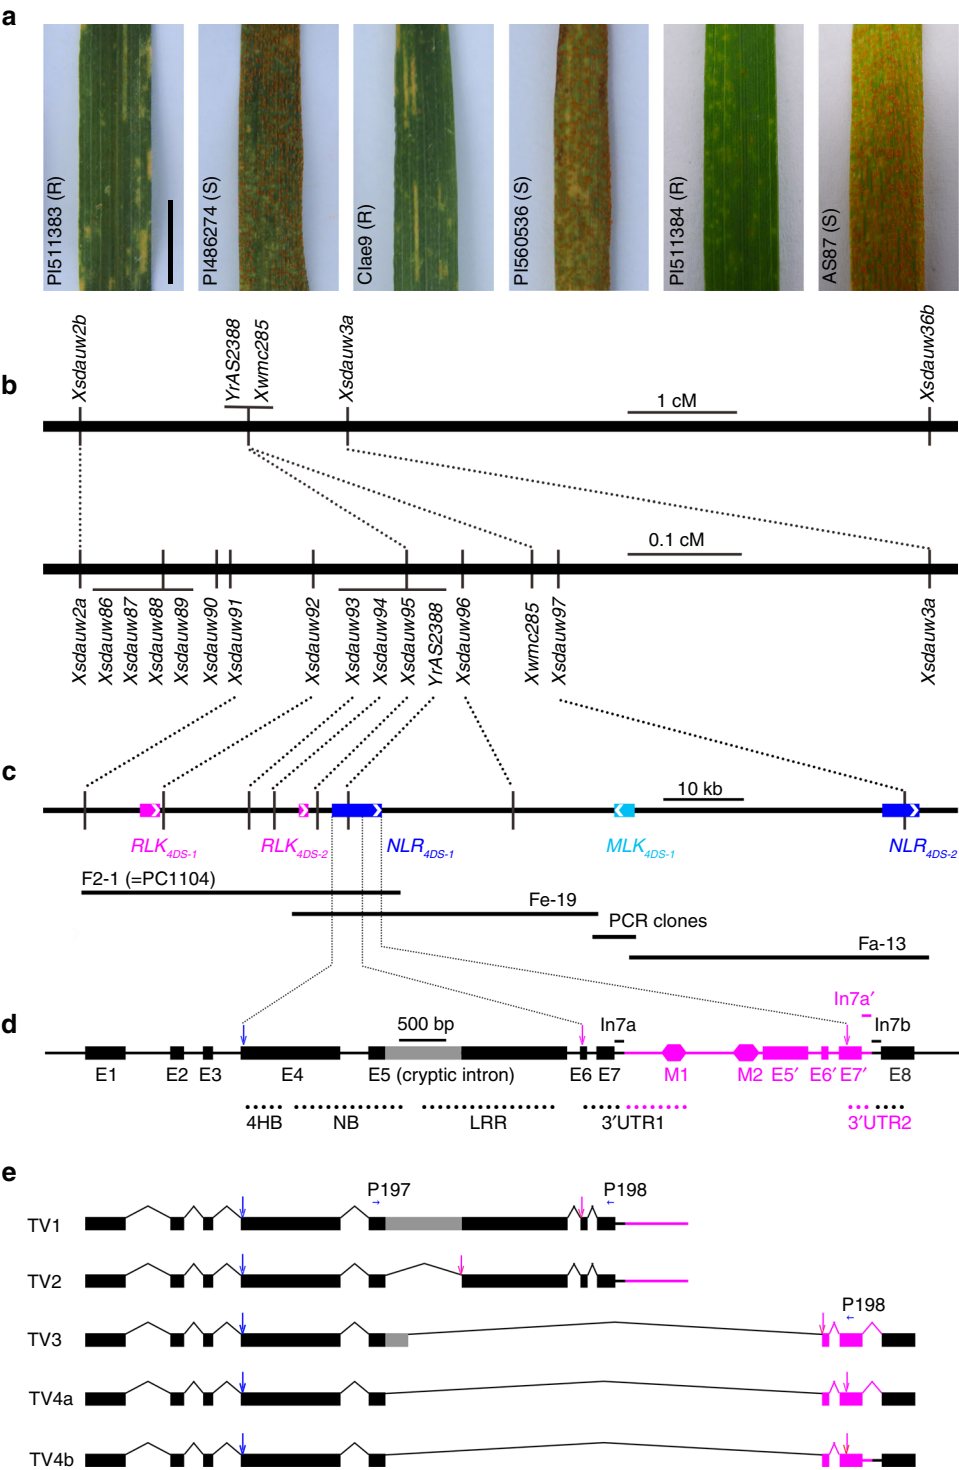 a
PI511383 (R)
PI486274 (S)
Clae9 (R)
PI560536 (S)
PI511384 (R)
AS87 (S)
b
Xsdauw2b
YrAS2388
Xwmc285
Xsdauw3a
Xsdauw36b
1 cM
0.1 cM
Xsdauw2a
Xsdauw86
Xsdauw87
Xsdauw88
Xsdauw89
Xsdauw90
Xsdauw91
Xsdauw92
Xsdauw93
Xsdauw94
Xsdauw95
YrAS2388
Xsdauw96
Xwmc285
Xsdauw97
Xsdauw3a
c
10 kb
RLK4DS-1
RLK4DS-2
NLR4DS-1
MLK4DS-1
NLR4DS-2
F2-1 (=PC1104)
Fe-19
PCR clones
Fa-13
d
500 bp
In7a
In7a′
In7b
E1 E2 E3 E4 E5 (cryptic intron) E6 E7 M1 M2 E5′ E6′ E7′ E8
4HB NB LRR 3′UTR1 3′UTR2
e
P197 P198
TV1
TV2
P198
TV3
TV4a
TV4b